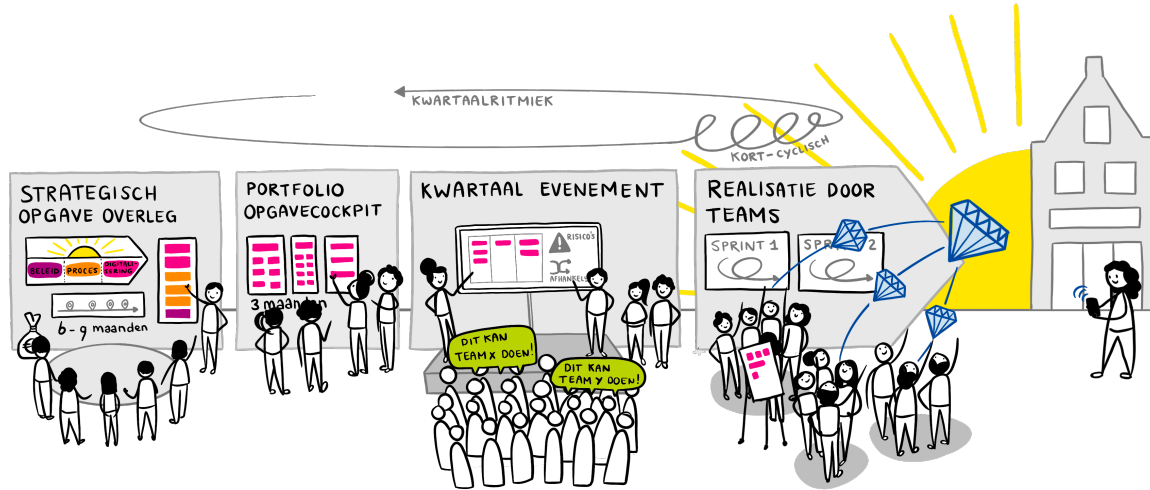 KWARTAALRITMIEK
KORT-CYCLISCH
STRATEGISCH
OPGAVE OVERLEG
BELEID
PROCES
DIGITALI-
SERING
6-9 maanden
PORTFOLIO
OPGAVECOCKPIT
3 maanden
KWARTAAL EVENEMENT
RISICO'S
AFHANKELI
DIT KAN
TEAM X DOEN!
DIT KAN
TEAM Y DOEN!
REALISATIE DOOR
TEAMS
SPRINT 1
SPRINT 2